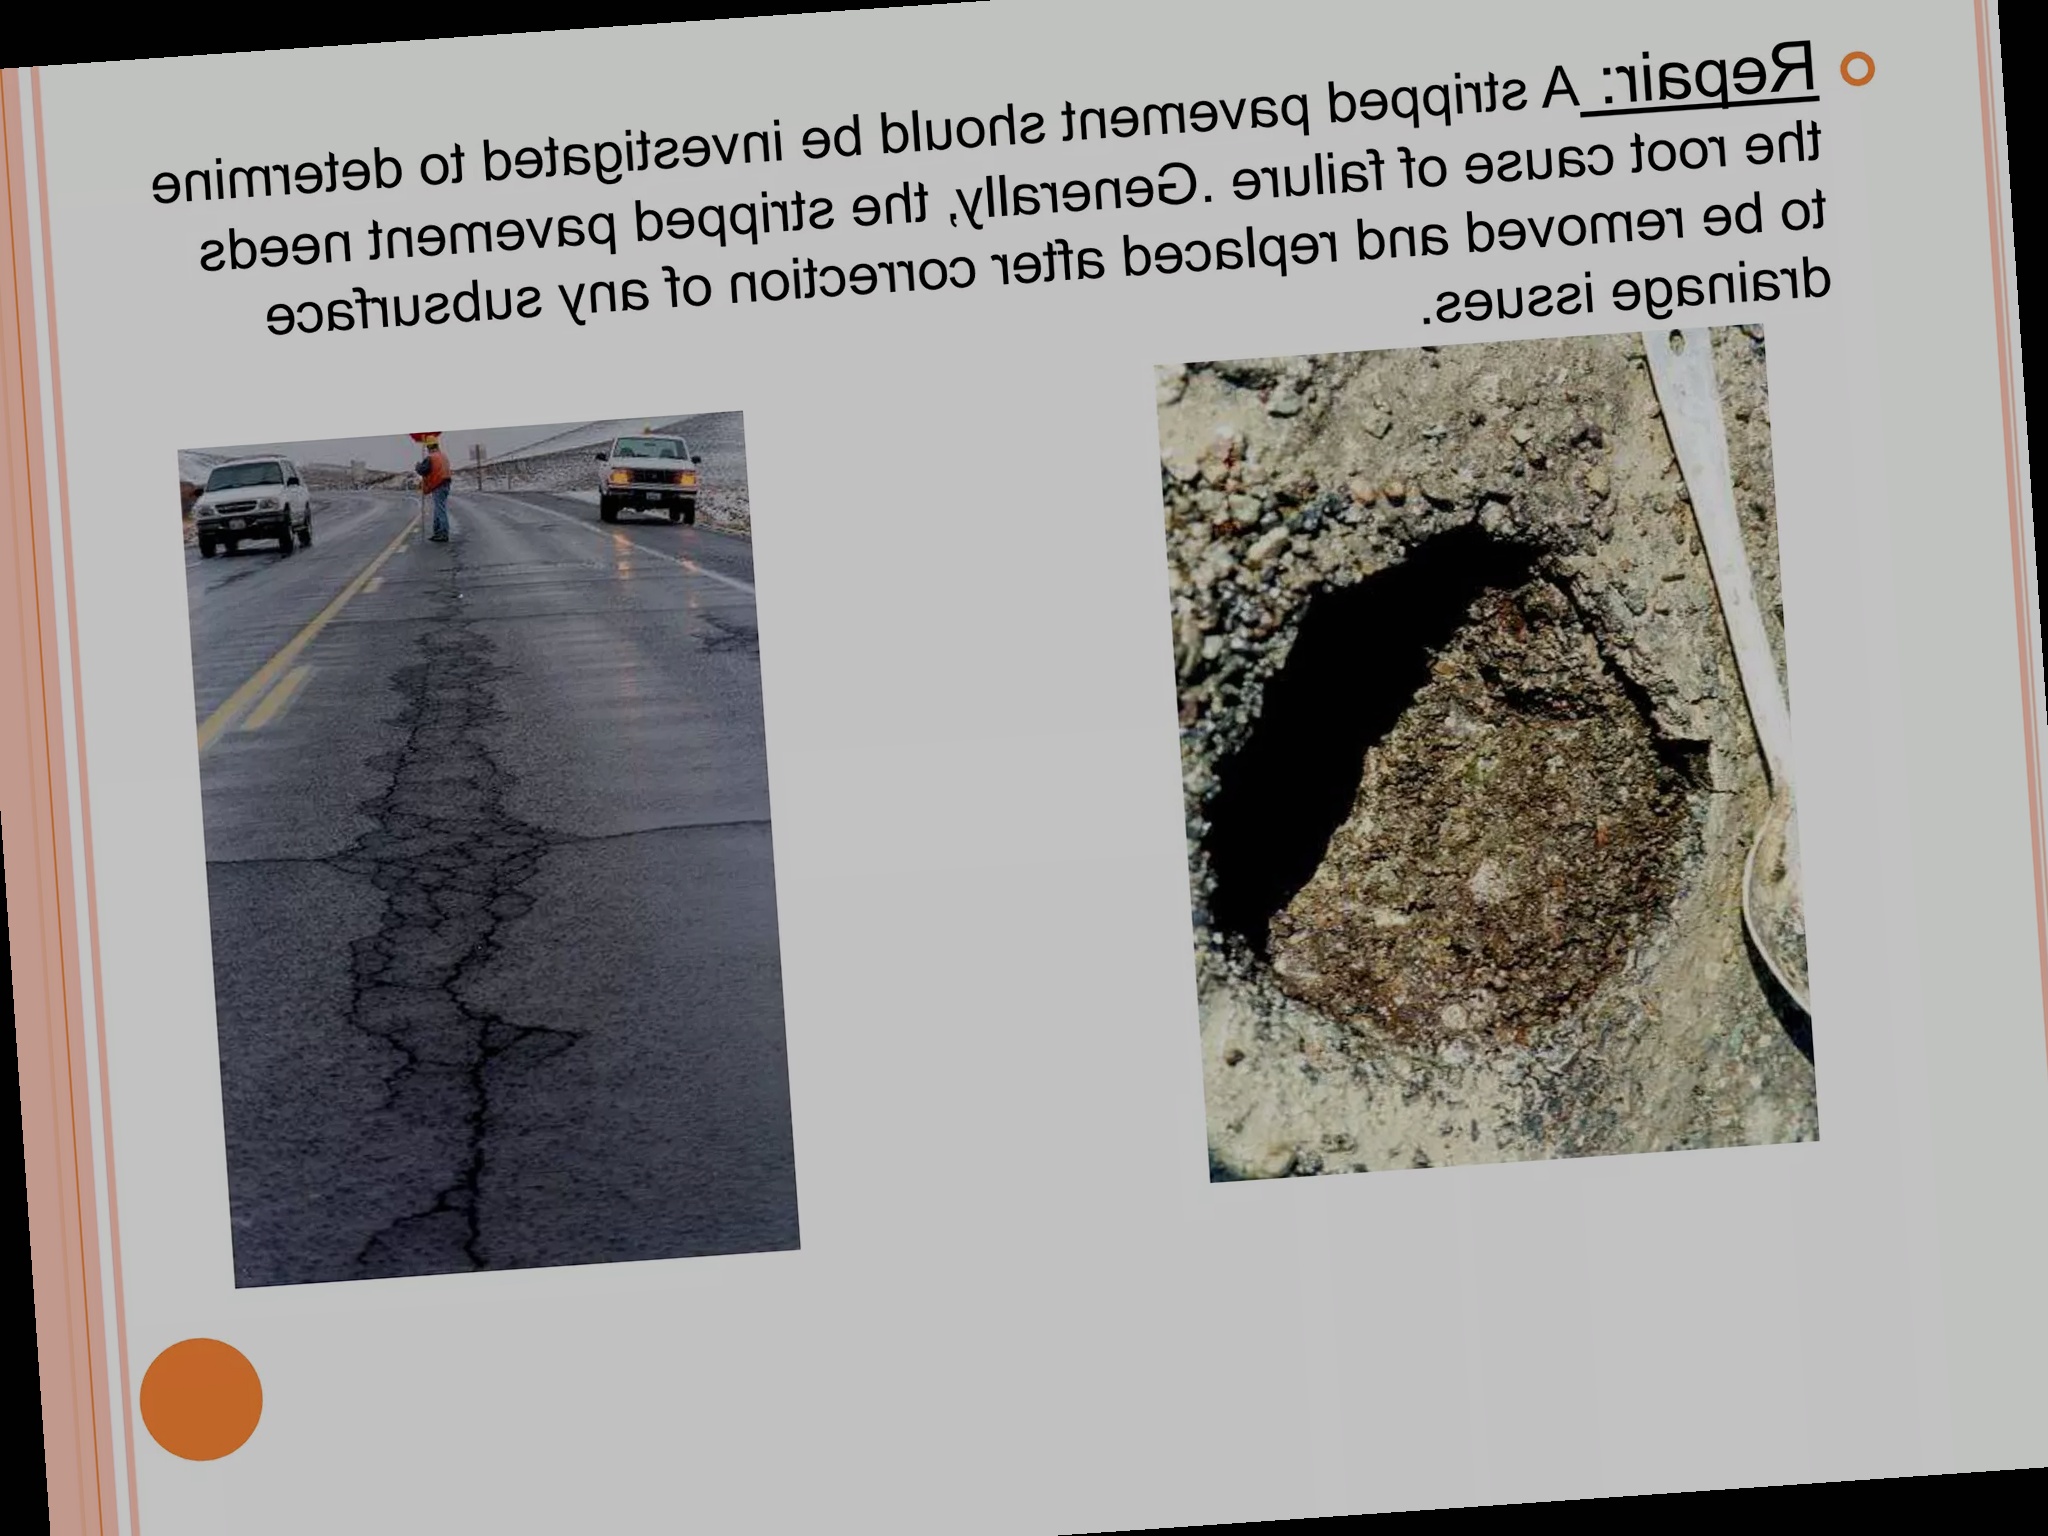 Repair: A stripped pavement should be investigated to determine
the root cause of failure .Generally, the stripped pavement needs
to be removed and replaced after correction of any subsurface
drainage issues.